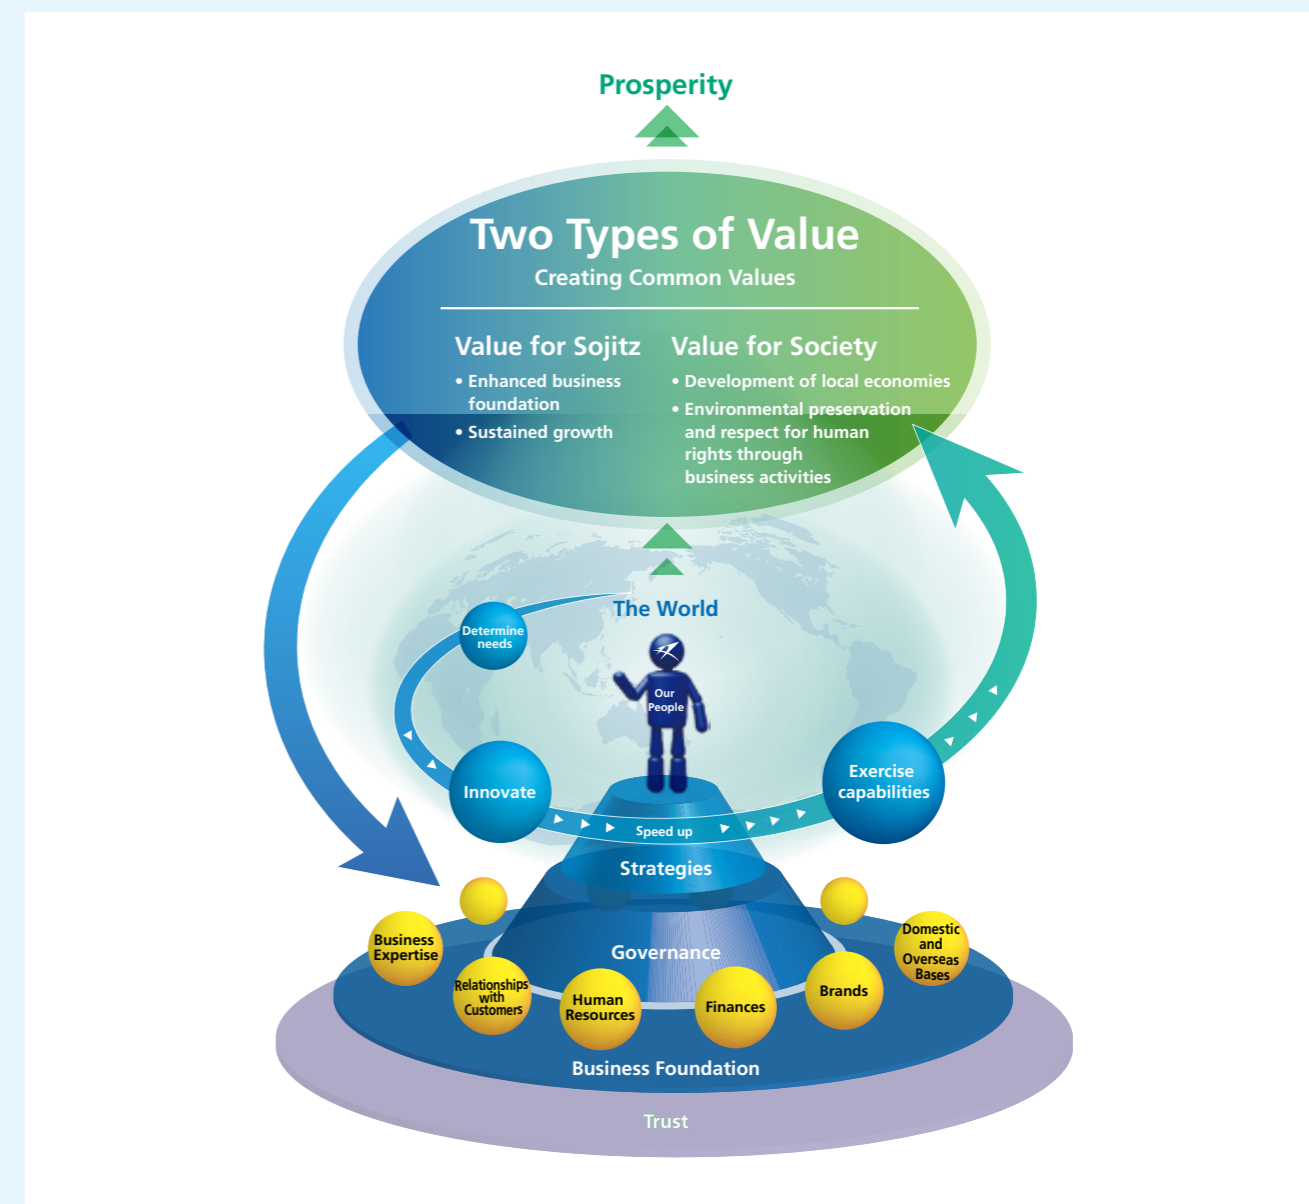 Prosperity
Two Types of Value
Creating Common Values
Value for Sojitz
• Enhanced business
foundation
• Sustained growth
Value for Society
• Development of local economies
• Environmental preservation
and respect for human
rights through
business activities
The World
Determine
needs
Our
People
Innovate
Exercise
capabilities
Speed up
Strategies
Governance
Business
Expertise
Relationships
with
Customers
Human
Resources
Finances
Brands
Domestic
and
Overseas
Bases
Business Foundation
Trust